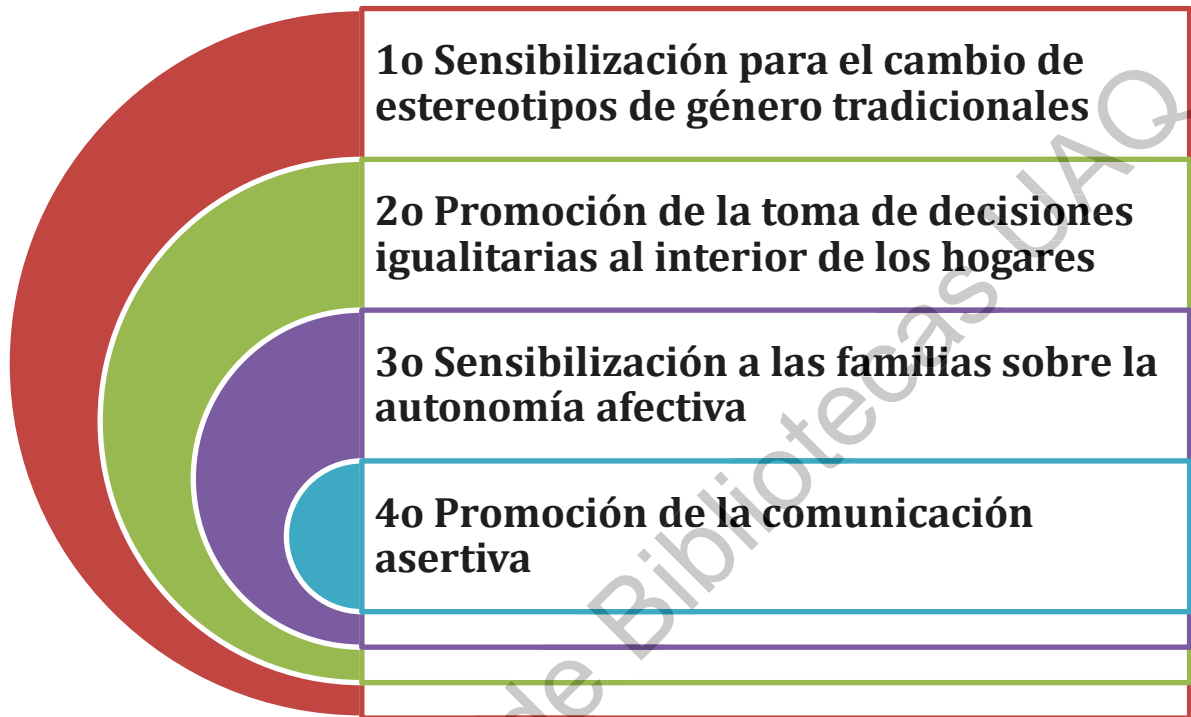 1o Sensibilización para el cambio de
estereotipos de género tradicionales
2o Promoción de la toma de decisiones
igualitarias al interior de los hogares
3o Sensibilización a las familias sobre la
autonomía afectiva
4o Promoción de la comunicación
asertiva
de Bibliotecas UAQ